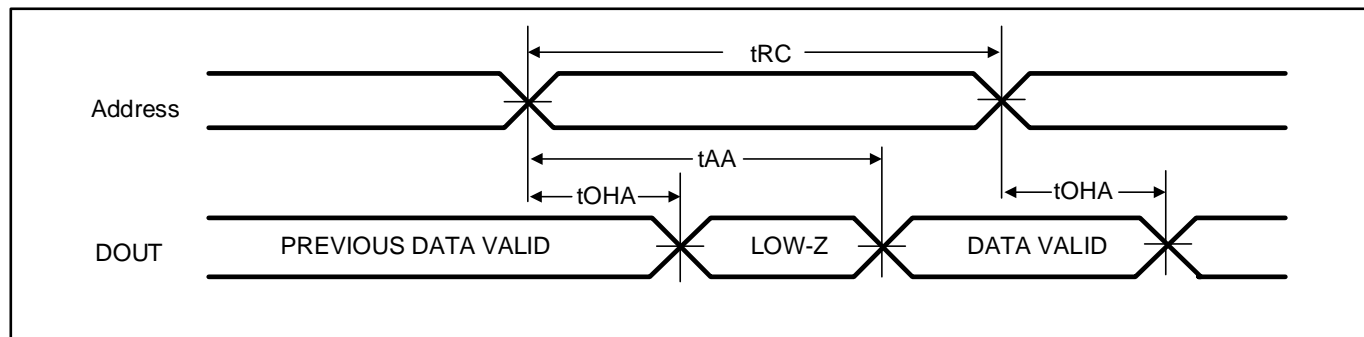 tRC
Address
tAA
tOHA
tOHA
DOUT
PREVIOUS DATA VALID
LOW-Z
DATA VALID